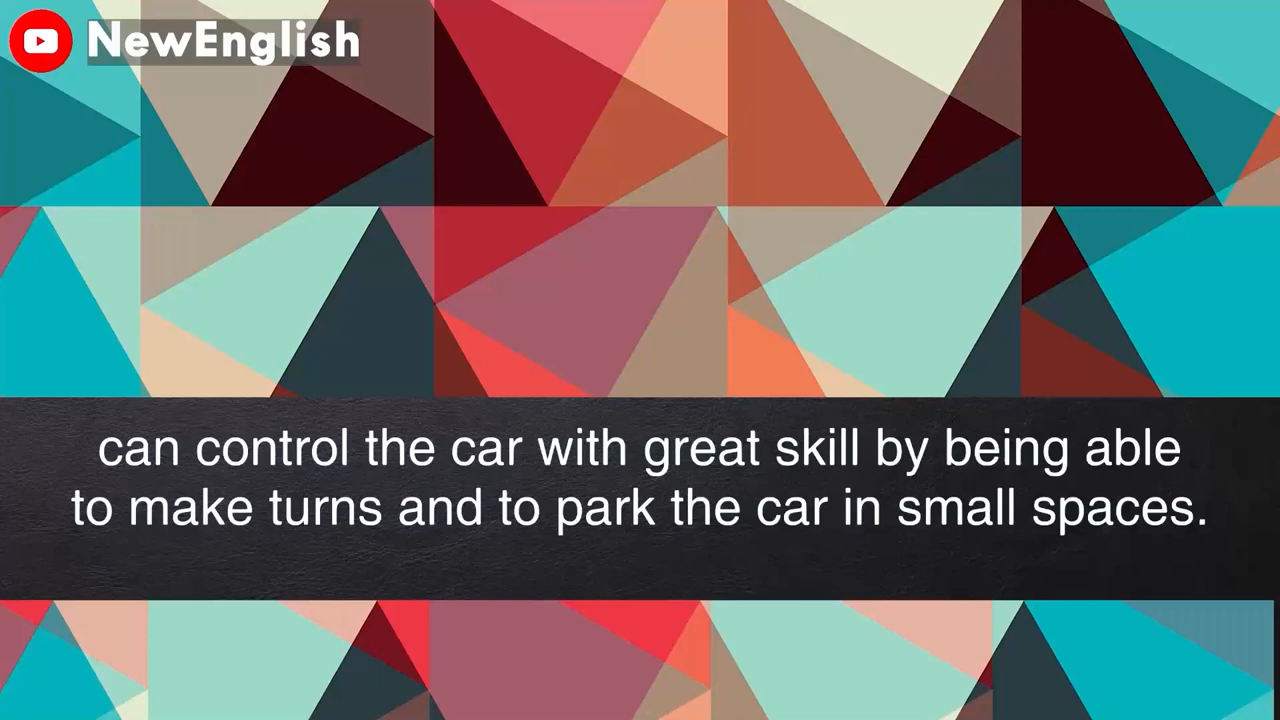 NewEnglish
can control the car with great skill by being able
to make turns and to park the car in small spaces.